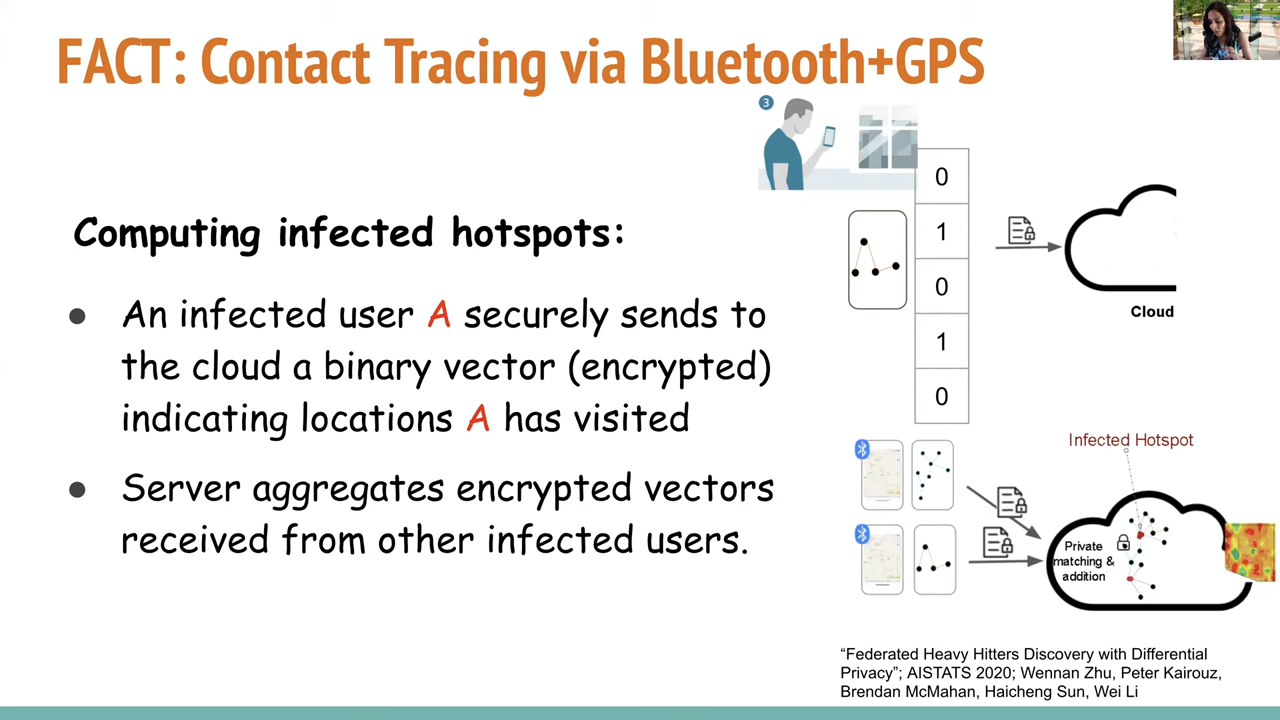 FACT: Contact Tracing via Bluetooth+GPS
3
Computing infected hotspots:
● An infected user A securely sends to
the cloud a binary vector (encrypted)
indicating locations A has visited
● Server aggregates encrypted vectors
received from other infected users.
0
1
0
1
0
Cloud
Infected Hotspot
Private
matching &
addition
“Federated Heavy Hitters Discovery with Differential
Privacy”; AISTATS 2020; Wennan Zhu, Peter Kairouz,
Brendan McMahan, Haicheng Sun, Wei Li